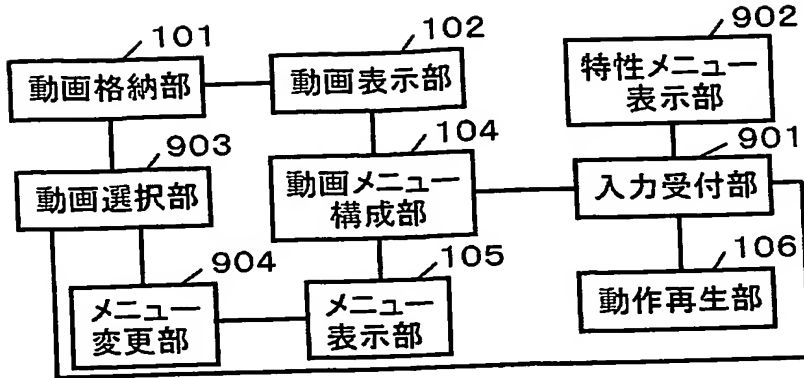 101
102
902
動画格納部
動画表示部
特性メニュー
表示部
903
104
901
動画選択部
動画メニュー
構成部
入力受付部
904
105
106
メニュー
変更部
メニュー
表示部
動作再生部